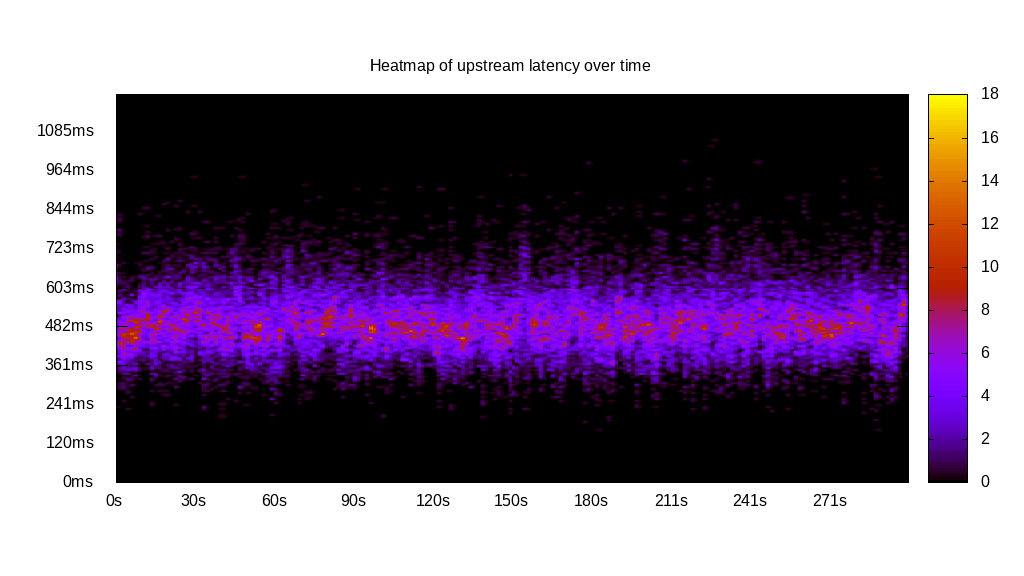 Heatmap of upstream latency over time
1085ms
964ms
844ms
723ms
603ms
482ms
361ms
241ms
120ms
0ms
0s 30s 60s 90s 120s 150s 180s 211s 241s 271s
18
16
14
12
10
8
6
4
2
0